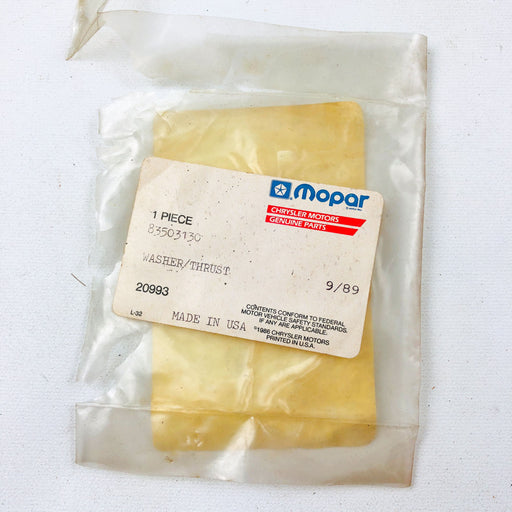 Mopar
CHRYSLER MOTORS
GENUINE PARTS
1 PIECE
83503130
WASHER/THRUST
9/89
20993
CONTENTS CONFORM TO FEDERAL
MOTOR VEHICLE SAFETY STANDARDS.
IF ANY ARE APPLICABLE.
L-32
MADE IN USA
©1986 CHRYSLER MOTORS
PRINTED IN U.S.A.